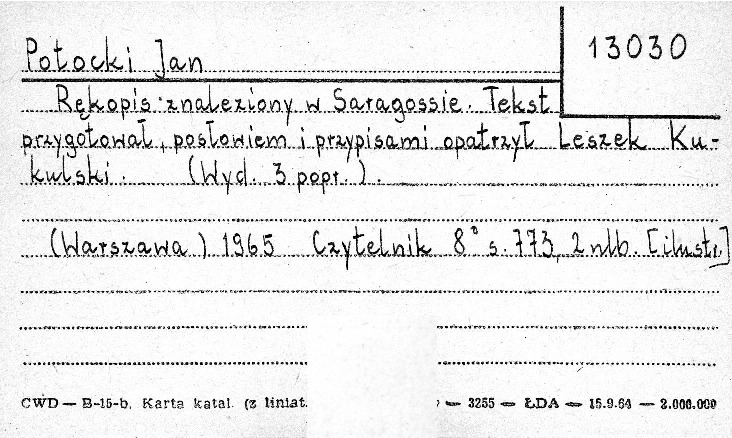 13030
Potocki Jan
Rękopis znaleziony w Saragossie. Tekst
przygotował, posłowiem i przypisami opatrzył Leszek Ku-
kulski. (Wyd. 3 popr.).
(Warszawa) 1965 Czytelnik 8° s. 773, 2 nlb. [ilustr.]
CWD — B-15-b. Karta katal. (z liniat. — 3255 — ŁDA — 15.9.64 — 2.000.000